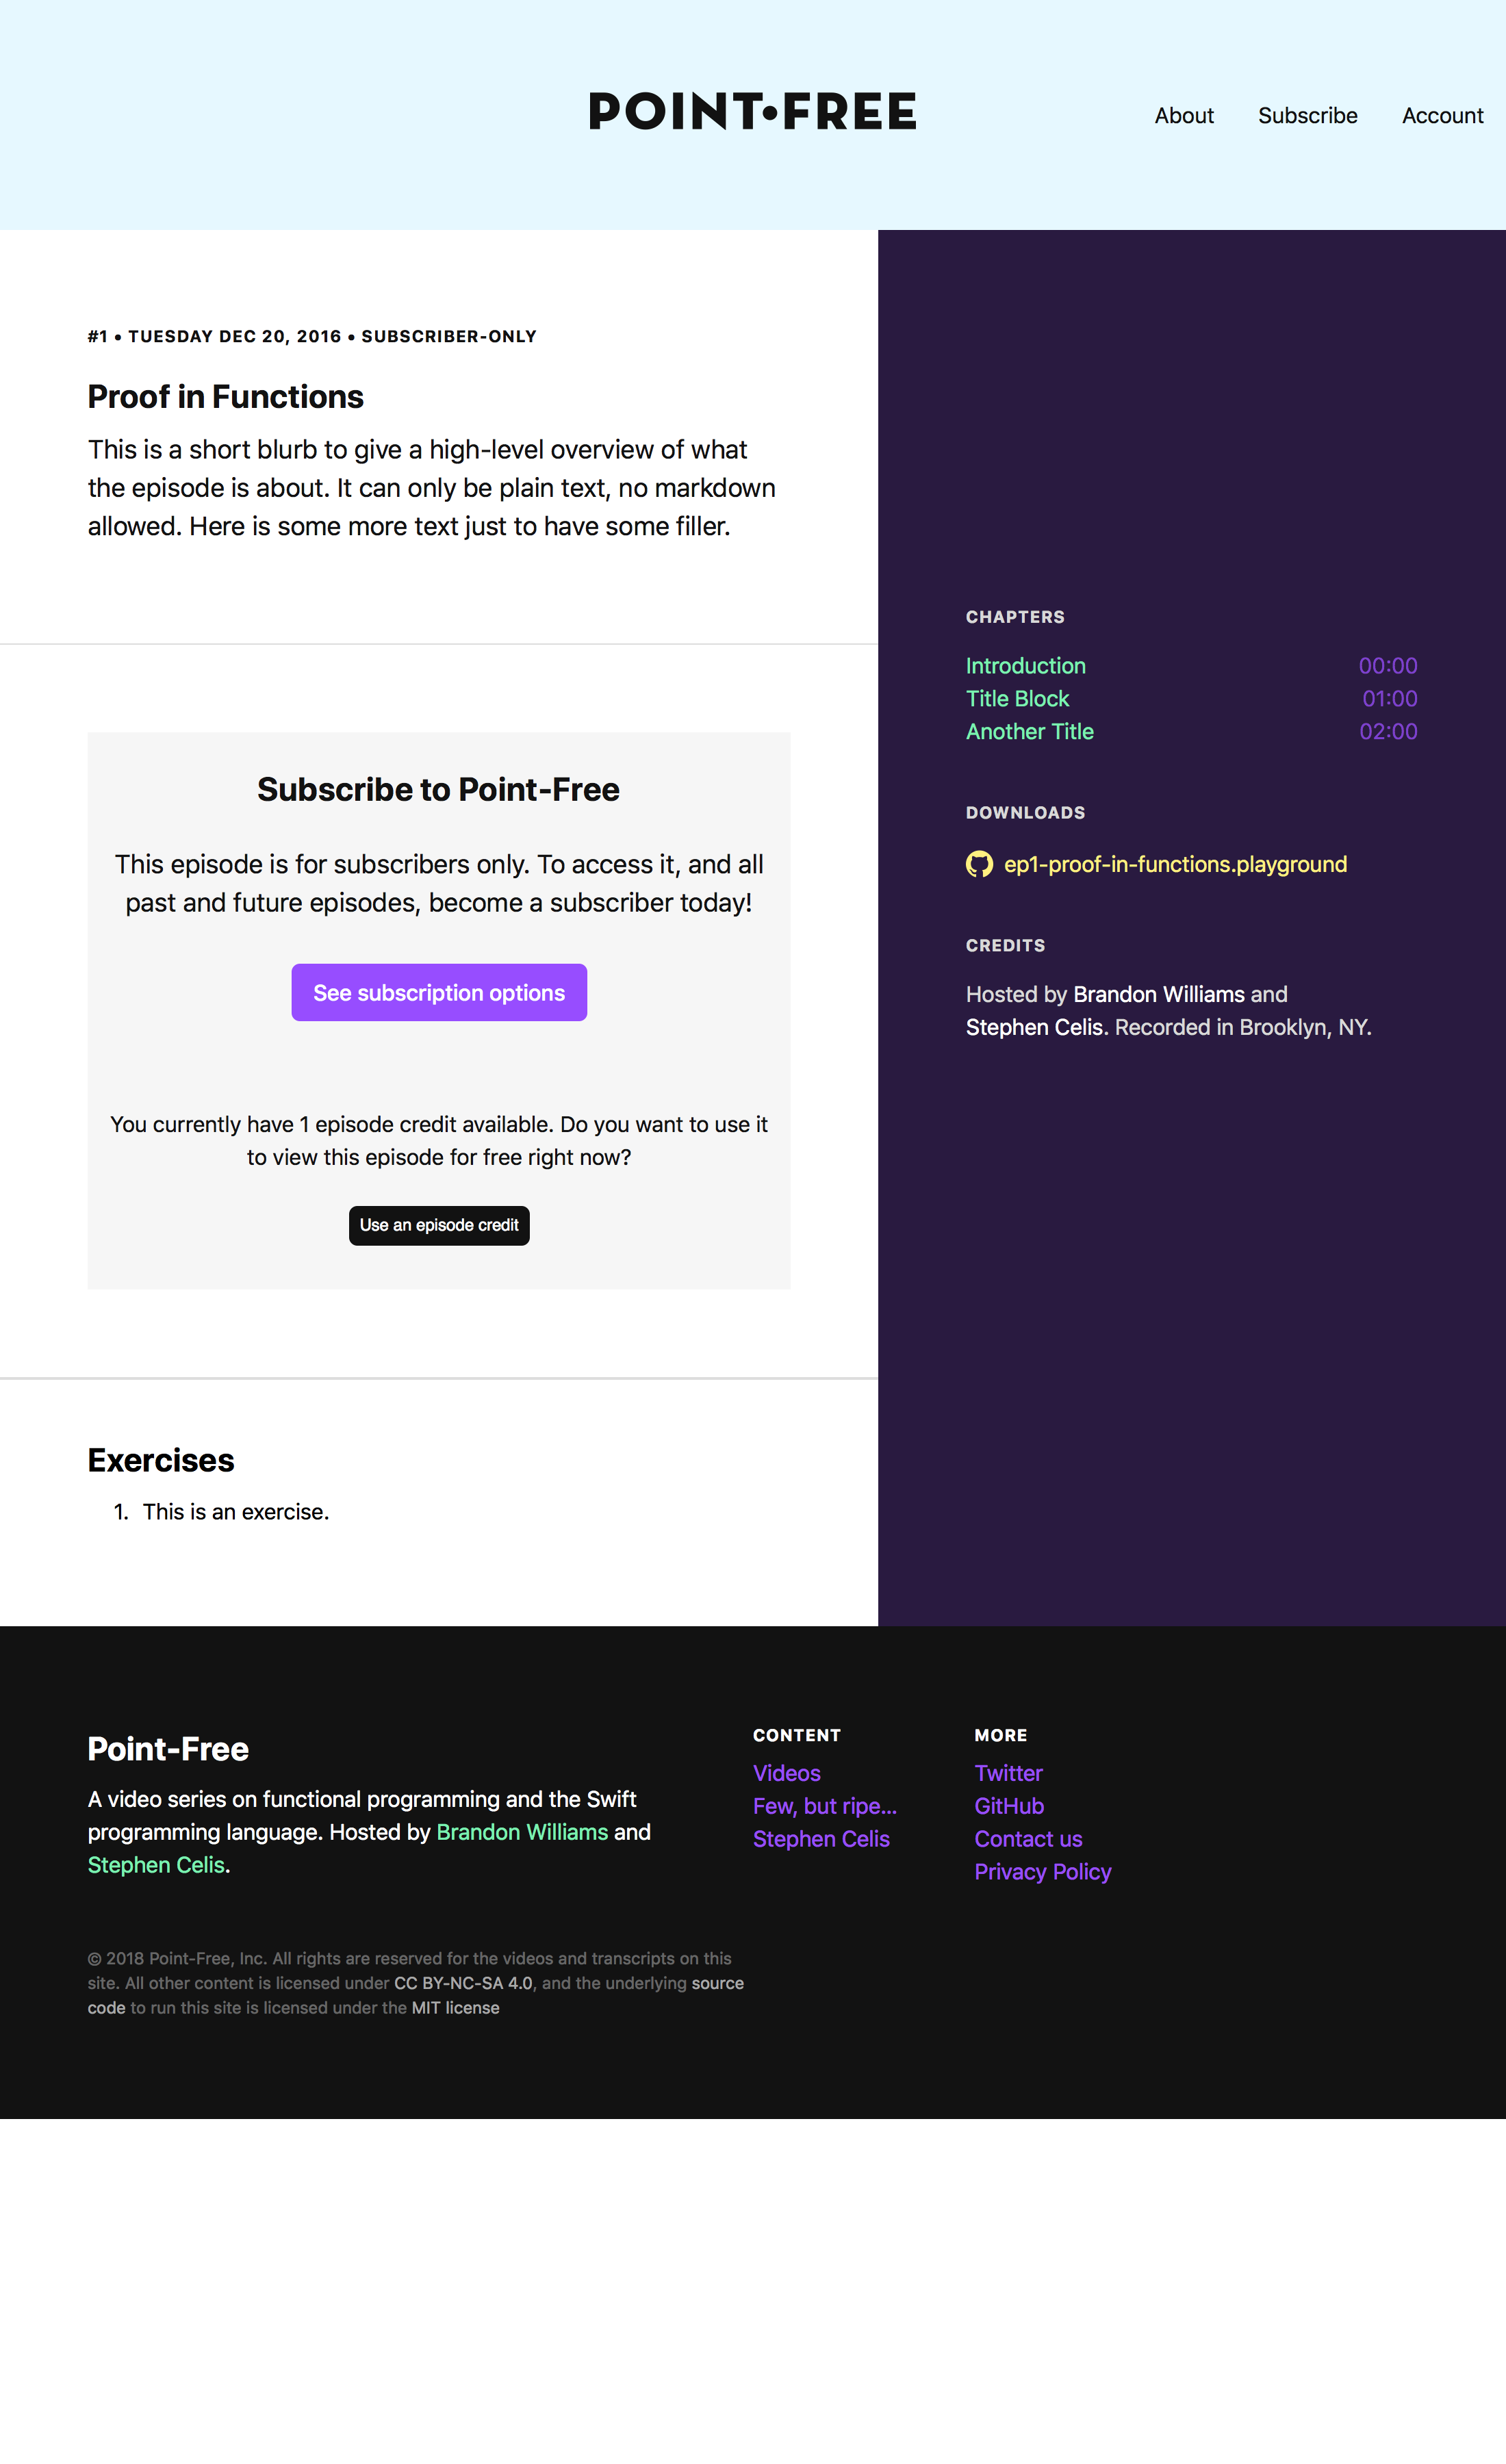 POINT•FREE
About Subscribe Account
#1 • TUESDAY DEC 20, 2016 • SUBSCRIBER-ONLY
Proof in Functions
This is a short blurb to give a high-level overview of what
the episode is about. It can only be plain text, no markdown
allowed. Here is some more text just to have some filler.
Subscribe to Point-Free
This episode is for subscribers only. To access it, and all
past and future episodes, become a subscriber today!
See subscription options
You currently have 1 episode credit available. Do you want to use it
to view this episode for free right now?
Use an episode credit
Exercises
1. This is an exercise.
CHAPTERS
Introduction 00:00
Title Block 01:00
Another Title 02:00
DOWNLOADS
ep1-proof-in-functions.playground
CREDITS
Hosted by Brandon Williams and
Stephen Celis. Recorded in Brooklyn, NY.
Point-Free
A video series on functional programming and the Swift
programming language. Hosted by Brandon Williams and
Stephen Celis.
CONTENT
Videos
Few, but ripe...
Stephen Celis
MORE
Twitter
GitHub
Contact us
Privacy Policy
© 2018 Point-Free, Inc. All rights are reserved for the videos and transcripts on this
site. All other content is licensed under CC BY-NC-SA 4.0, and the underlying source
code to run this site is licensed under the MIT license